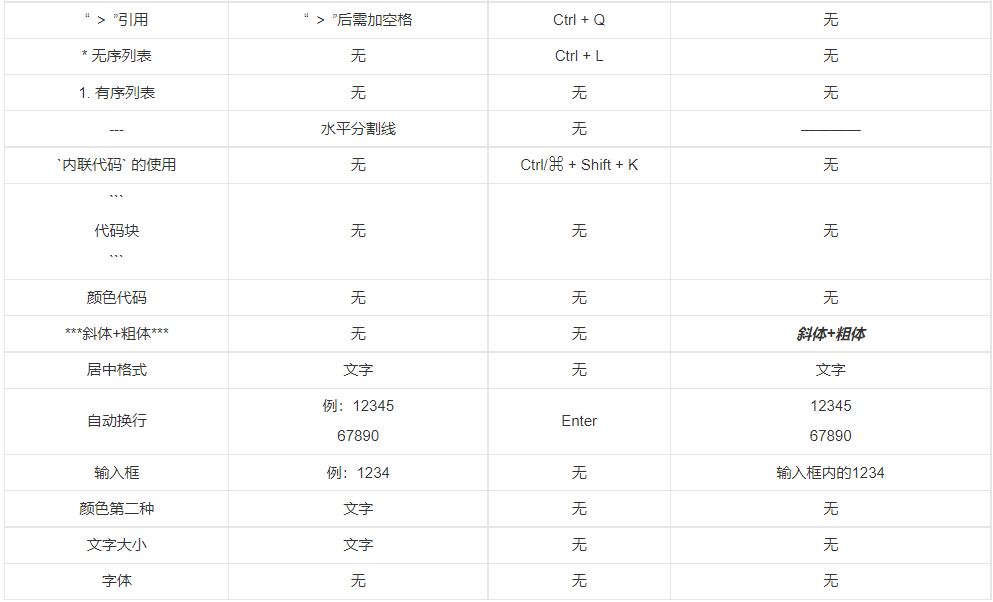 “ > ”引用 “ > ”后需加空格 Ctrl + Q 无
* 无序列表 无 Ctrl + L 无
1. 有序列表 无 无 无
--- 水平分割线 无 ————
`内联代码` 的使用 无 Ctrl/⌘ + Shift + K 无
```
代码块 无 无 无
```
颜色代码 无 无 无
***斜体+粗体*** 无 无 斜体+粗体
居中格式 文字 无 文字
例：12345 12345
自动换行 Enter
67890 67890
输入框 例：1234 无 输入框内的1234
颜色第二种 文字 无 无
文字大小 文字 无 无
字体 无 无 无